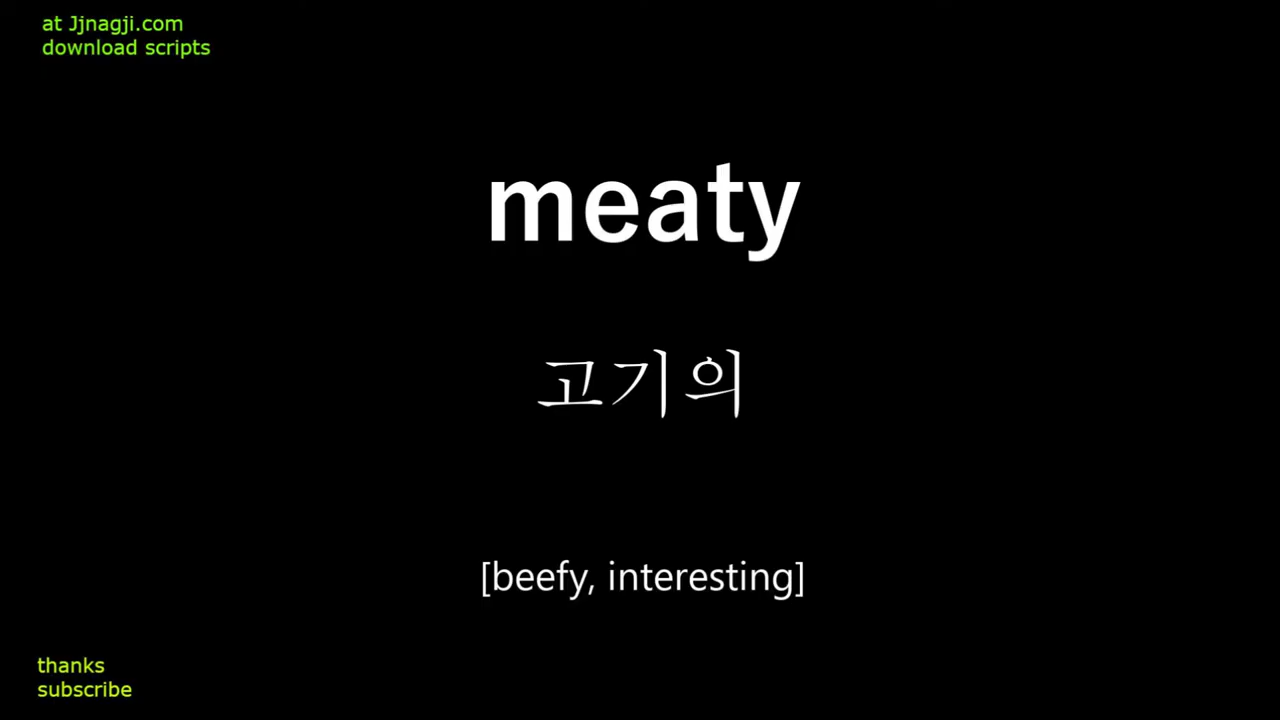 at Jjnagji.com
download scripts
meaty
고기의
[beefy, interesting]
thanks
subscribe